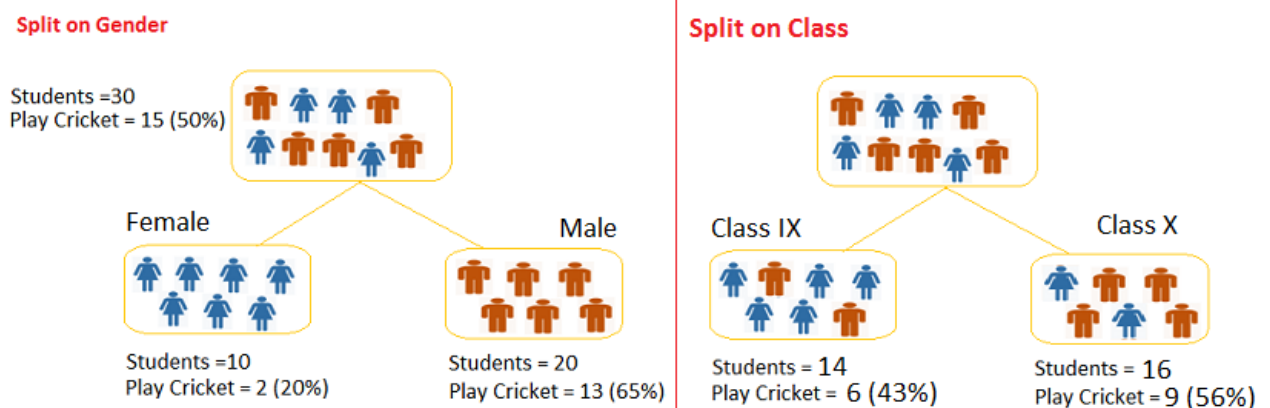 Split on Gender
Students =30
Play Cricket = 15 (50%)
Female
Male
Students =10
Play Cricket = 2 (20%)
Students = 20
Play Cricket = 13 (65%)
Split on Class
Class IX
Class X
Students = 14
Play Cricket = 6 (43%)
Students = 16
Play Cricket = 9 (56%)